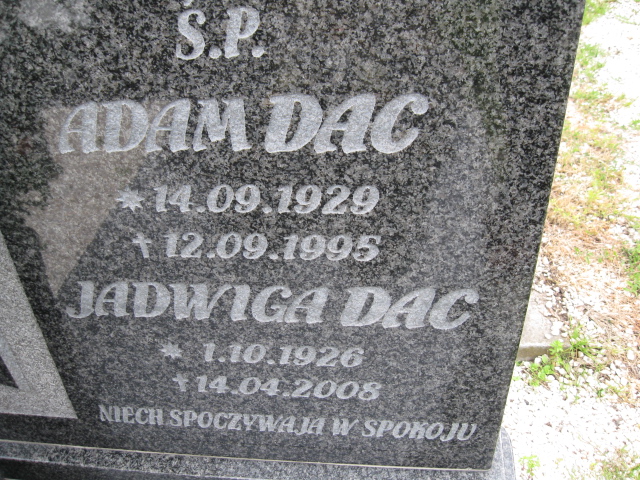 Ś.P.
ADAM DAC
* 14.09.1929
† 12.09.1995
JADWIGA DAC
* 1.10.1926
† 14.04.2008
NIECH SPOCZYWAJĄ W SPOKOJU